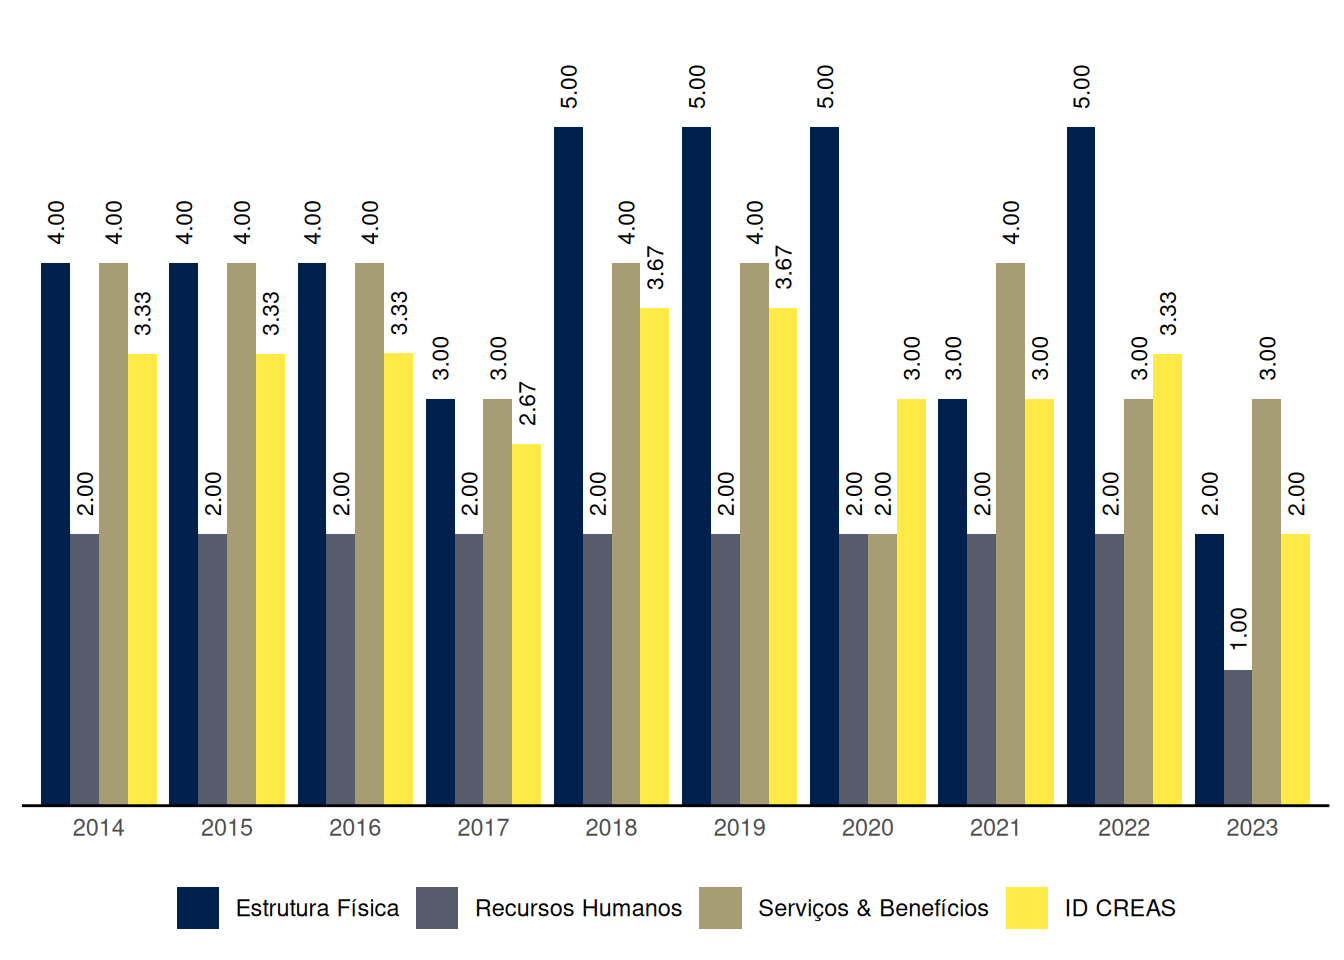 5.00 5.00 5.00 5.00
4.00 4.00 4.00 4.00 4.00 4.00 4.00 4.00 4.00
3.33 3.33 3.33 3.67 3.67 3.33
3.00 3.00 3.00 3.00 3.00 3.00 3.00
2.67
2.00 2.00 2.00 2.00 2.00 2.00 2.00 2.00 2.00 2.00 2.00 2.00
1.00
2014 2015 2016 2017 2018 2019 2020 2021 2022 2023
Estrutura Física Recursos Humanos Serviços & Benefícios ID CREAS